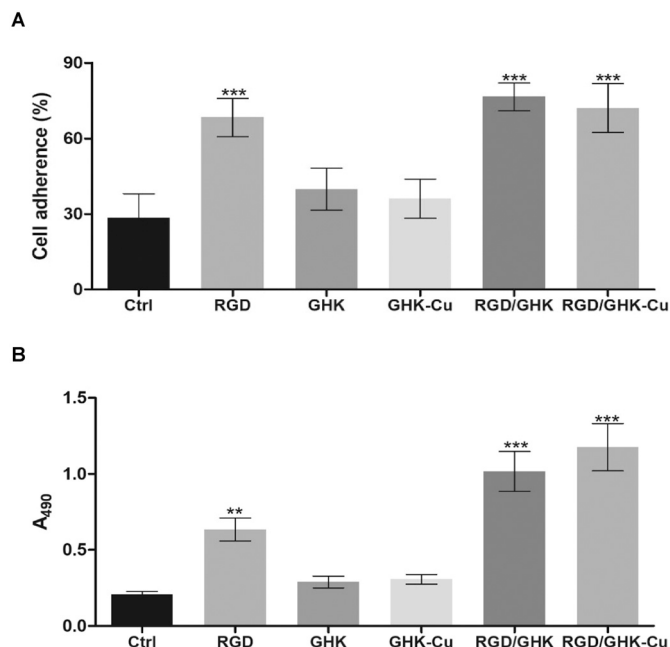 A
Cell adherence (%)
90
60
30
0
***
***
***
Ctrl RGD GHK GHK-Cu RGD/GHK RGD/GHK-Cu
B
A490
1.5
1.0
0.5
0.0
**
***
***
Ctrl RGD GHK GHK-Cu RGD/GHK RGD/GHK-Cu